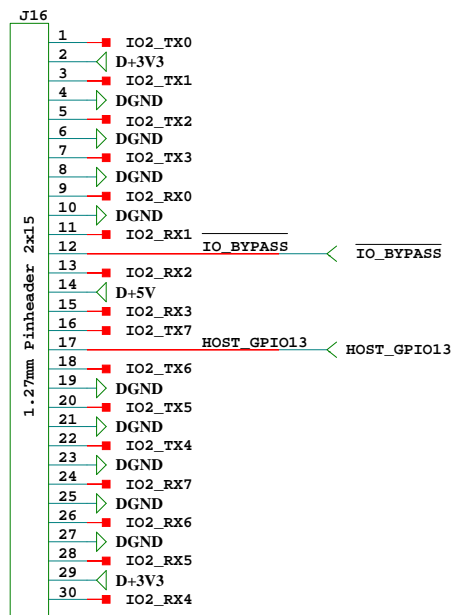 J16
1 IO2_TX0
2 D+3V3
3 IO2_TX1
4 DGND
5 IO2_TX2
6 DGND
7 IO2_TX3
8 DGND
9 IO2_RX0
10 DGND
11 IO2_RX1
12 IO_BYPASS IO_BYPASS
13 IO2_RX2
14 D+5V
15 IO2_RX3
16 IO2_TX7
17 HOST_GPIO13 HOST_GPIO13
18 IO2_TX6
19 DGND
20 IO2_TX5
21 DGND
22 IO2_TX4
23 DGND
24 IO2_RX7
25 DGND
26 IO2_RX6
27 DGND
28 IO2_RX5
29 D+3V3
30 IO2_RX4
1.27mm Pinheader 2x15